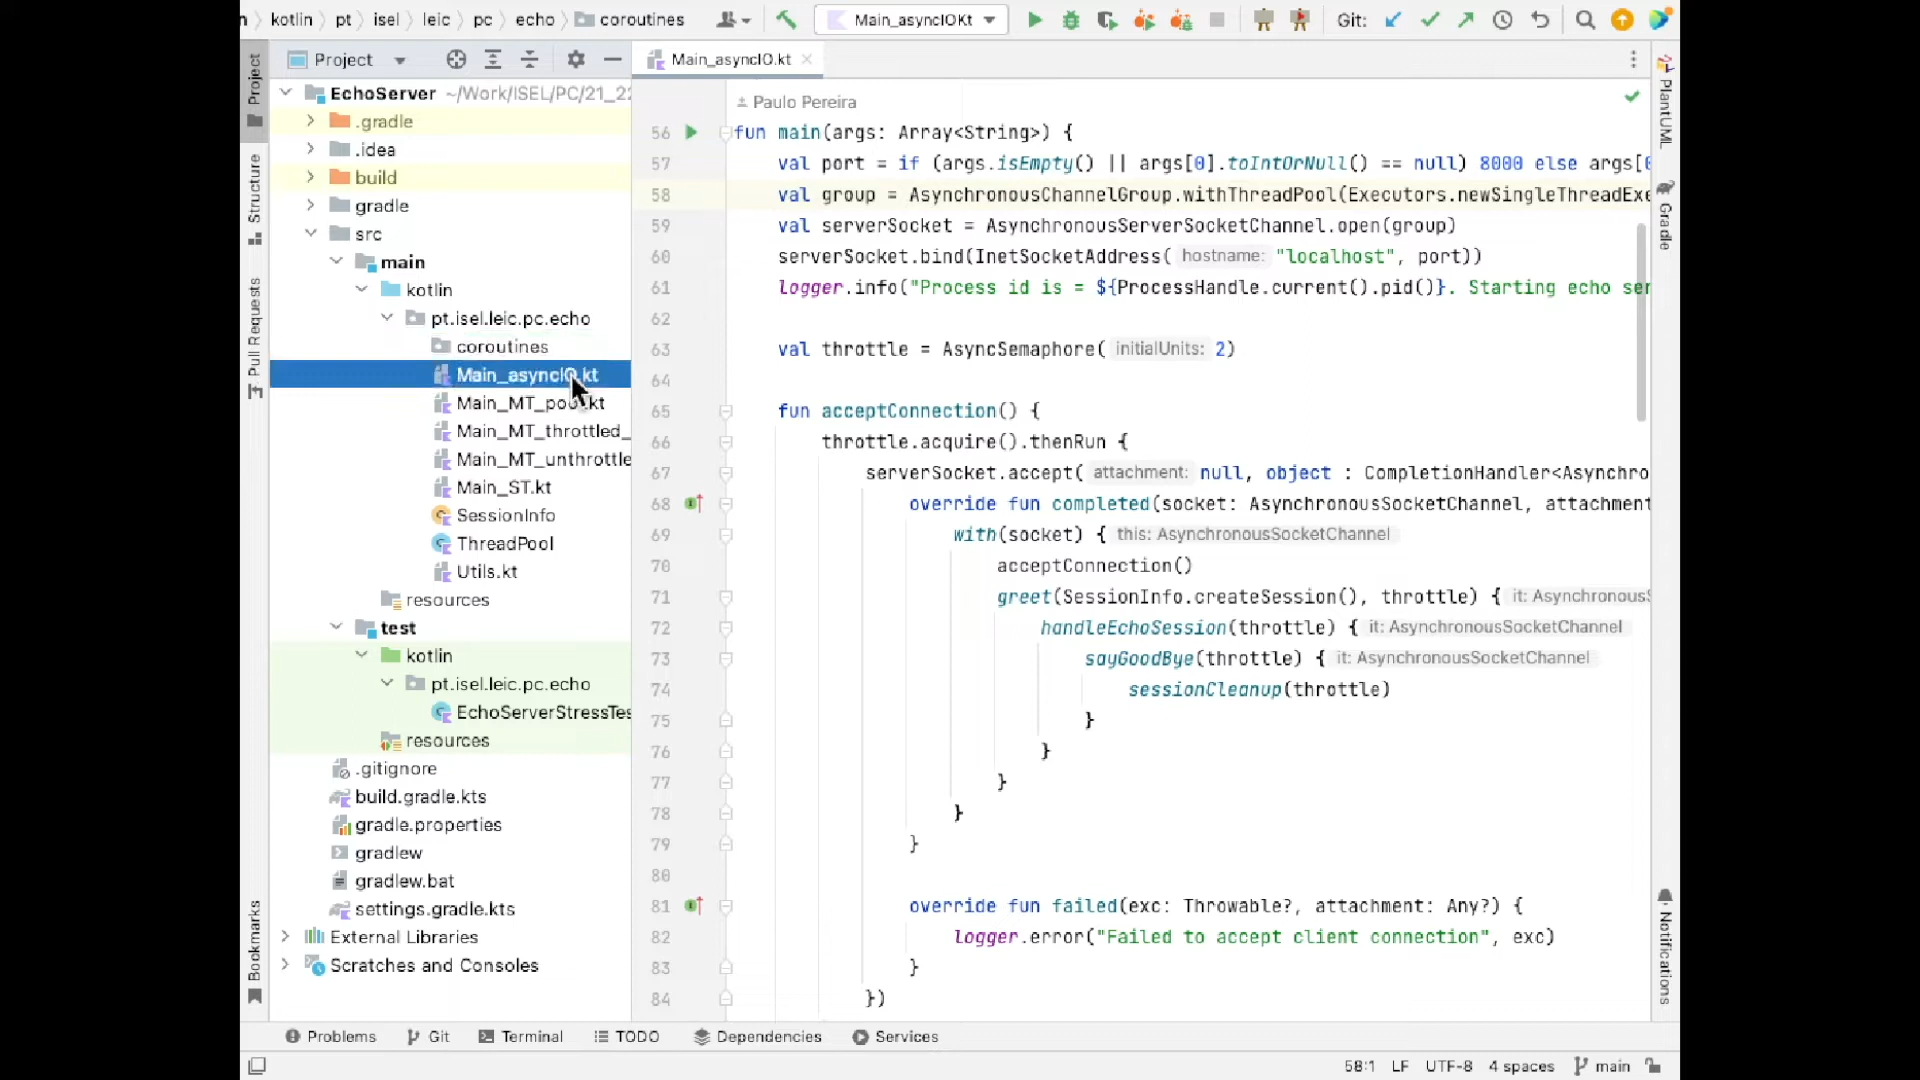 n › kotlin › pt › isel › leic › pc › echo › coroutines
Main_asyncIOKt
Git:
Project
Main_asyncIO.kt
Project
Structure
Pull Requests
Bookmarks
EchoServer ~/Work/ISEL/PC/21_22
.gradle
.idea
build
gradle
src
main
kotlin
pt.isel.leic.pc.echo
coroutines
Main_asyncIO.kt
Main_MT_pool.kt
Main_MT_throttled_
Main_MT_unthrottle
Main_ST.kt
SessionInfo
ThreadPool
Utils.kt
resources
test
kotlin
pt.isel.leic.pc.echo
EchoServerStressTes
resources
.gitignore
build.gradle.kts
gradle.properties
gradlew
gradlew.bat
settings.gradle.kts
External Libraries
Scratches and Consoles
Paulo Pereira
56 fun main(args: Array<String>) {
57 val port = if (args.isEmpty() || args[0].toIntOrNull() == null) 8000 else args[0
58 val group = AsynchronousChannelGroup.withThreadPool(Executors.newSingleThreadExe
59 val serverSocket = AsynchronousServerSocketChannel.open(group)
60 serverSocket.bind(InetSocketAddress( hostname: "localhost", port))
61 logger.info("Process id is = ${ProcessHandle.current().pid()}. Starting echo ser
62
63 val throttle = AsyncSemaphore( initialUnits: 2)
64
65 fun acceptConnection() {
66 throttle.acquire().thenRun {
67 serverSocket.accept( attachment: null, object : CompletionHandler<Asynchro
68 override fun completed(socket: AsynchronousSocketChannel, attachment
69 with(socket) { this: AsynchronousSocketChannel
70 acceptConnection()
71 greet(SessionInfo.createSession(), throttle) { it: AsynchronousS
72 handleEchoSession(throttle) { it: AsynchronousSocketChannel
73 sayGoodBye(throttle) { it: AsynchronousSocketChannel
74 sessionCleanup(throttle)
75 }
76 }
77 }
78 }
79 }
80
81 override fun failed(exc: Throwable?, attachment: Any?) {
82 logger.error("Failed to accept client connection", exc)
83 }
84 })
PlantUML
Gradle
Notifications
Problems Git Terminal TODO Dependencies Services
58:1 LF UTF-8 4 spaces main